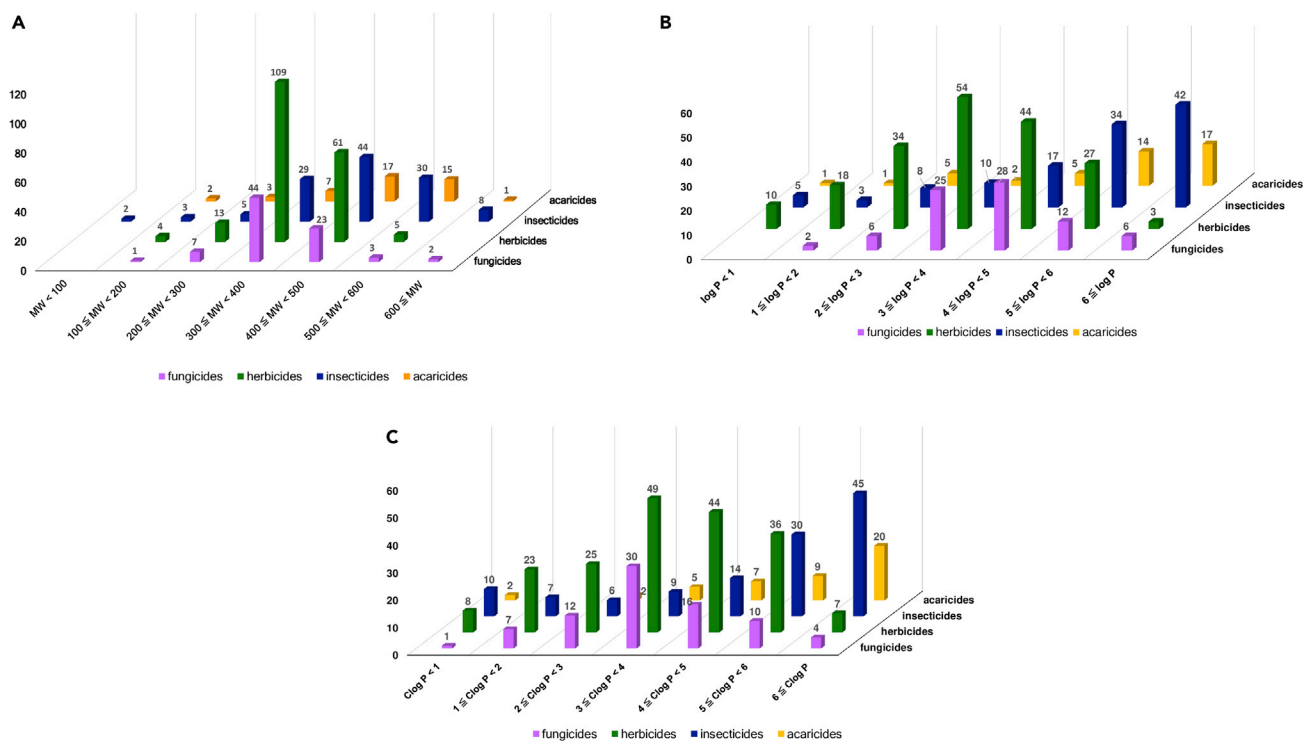 A
120
100
80
60
40
20
0
2 3 1
2 3 5 29 44 30 8
4 13 109 61 5
1 7 44 23 3 2
7 17 15
MW < 100
100 ≦ MW < 200
200 ≦ MW < 300
300 ≦ MW < 400
400 ≦ MW < 500
500 ≦ MW < 600
600 ≦ MW
acaricides
insecticides
herbicides
fungicides
fungicides herbicides insecticides acaricides
B
60
50
40
30
20
10
0
1 1 5 2 5 14 17
5 3 8 10 17 34 42
10 18 34 54 44 27 3
2 6 25 28 12 6
log P < 1
1 ≦ log P < 2
2 ≦ log P < 3
3 ≦ log P < 4
4 ≦ log P < 5
5 ≦ log P < 6
6 ≦ log P
acaricides
insecticides
herbicides
fungicides
fungicides herbicides insecticides acaricides
C
60
50
40
30
20
10
0
2 2 5 7 9 20
10 7 6 9 14 30 45
8 23 25 49 44 36 7
1 7 12 30 16 10 4
Clog P < 1
1 ≦ Clog P < 2
2 ≦ Clog P < 3
3 ≦ Clog P < 4
4 ≦ Clog P < 5
5 ≦ Clog P < 6
6 ≦ Clog P
acaricides
insecticides
herbicides
fungicides
fungicides herbicides insecticides acaricides